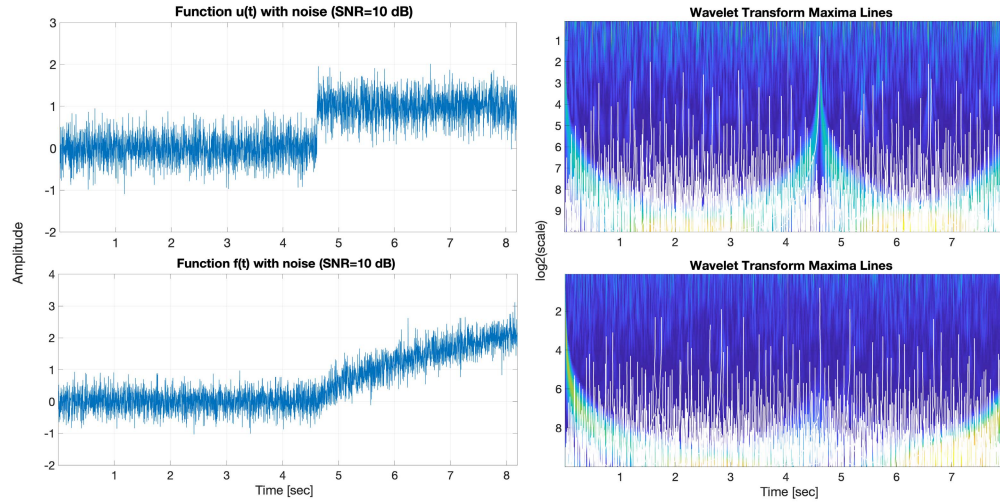 Function u(t) with noise (SNR=10 dB)
3
2
1
0
-1
-2
1 2 3 4 5 6 7 8
Wavelet Transform Maxima Lines
1
2
3
4
5
6
7
8
9
1 2 3 4 5 6 7
Amplitude
log2(scale)
Function f(t) with noise (SNR=10 dB)
4
3
2
1
0
-1
-2
1 2 3 4 5 6 7 8
Time [sec]
Wavelet Transform Maxima Lines
2
4
6
8
1 2 3 4 5 6 7
Time [sec]